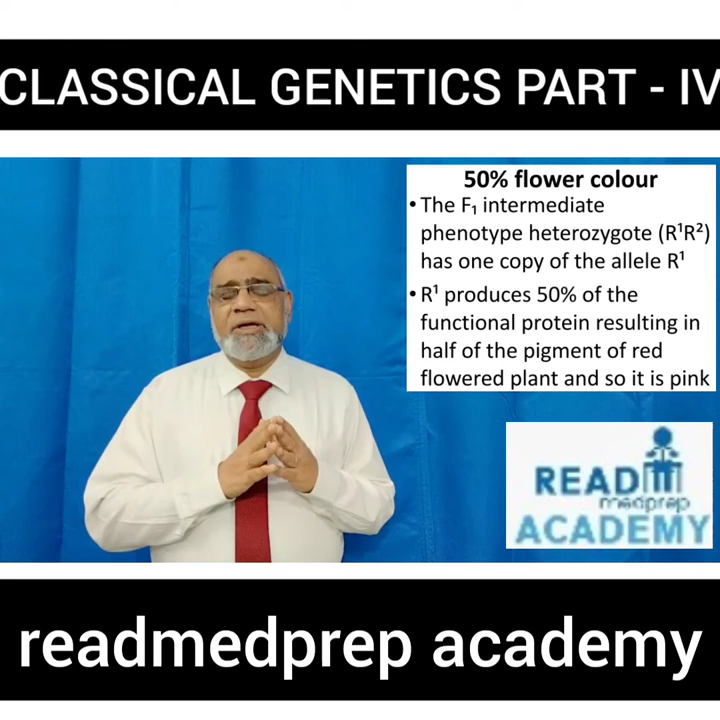 CLASSICAL GENETICS PART - IV
50% flower colour
• The F₁ intermediate
phenotype heterozygote (R¹R²)
has one copy of the allele R¹
• R¹ produces 50% of the
functional protein resulting in
half of the pigment of red
flowered plant and so it is pink
READ
medprep
ACADEMY
readmedprep academy